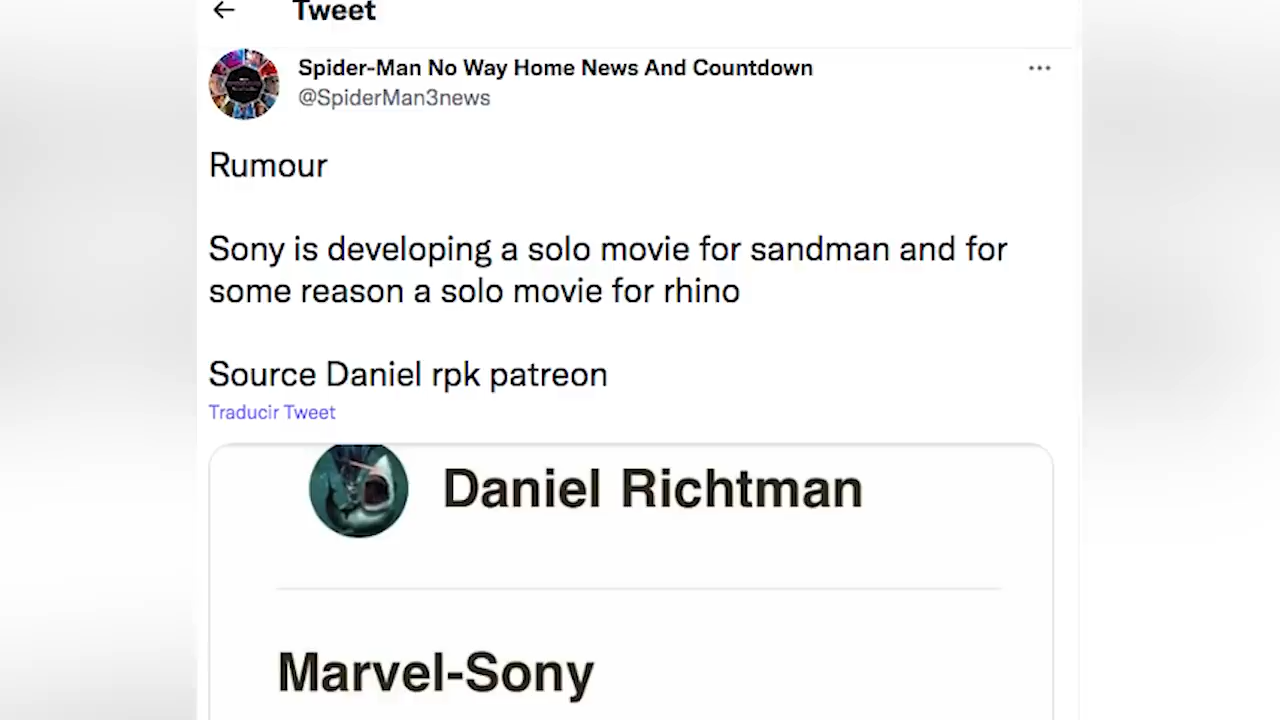 Tweet
Spider-Man No Way Home News And Countdown
@SpiderMan3news
Rumour
Sony is developing a solo movie for sandman and for
some reason a solo movie for rhino
Source Daniel rpk patreon
Traducir Tweet
Daniel Richtman
Marvel-Sony